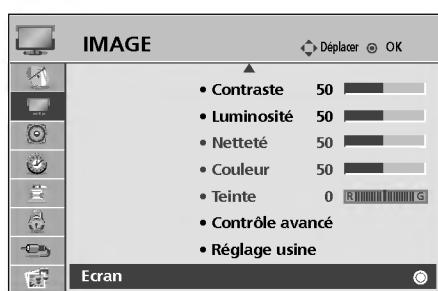 IMAGE Déplacer OK
• Contraste 50
• Luminosité 50
• Netteté 50
• Couleur 50
• Teinte 0 R G
• Contrôle avancé
• Réglage usine
Ecran